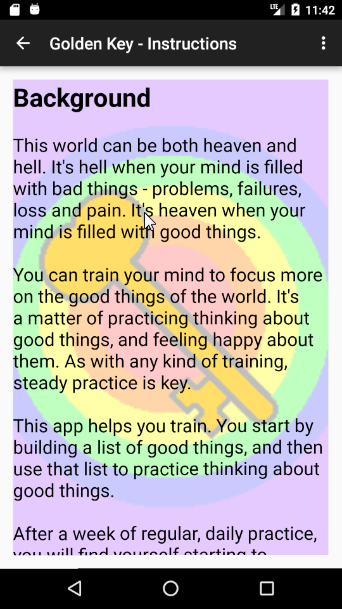 LTE 11:42
Golden Key - Instructions
Background
This world can be both heaven and
hell. It's hell when your mind is filled
with bad things - problems, failures,
loss and pain. It's heaven when your
mind is filled with good things.
You can train your mind to focus more
on the good things of the world. It's
a matter of practicing thinking about
good things, and feeling happy about
them. As with any kind of training,
steady practice is key.
This app helps you train. You start by
building a list of good things, and then
use that list to practice thinking about
good things.
After a week of regular, daily practice,
you will find yourself starting to